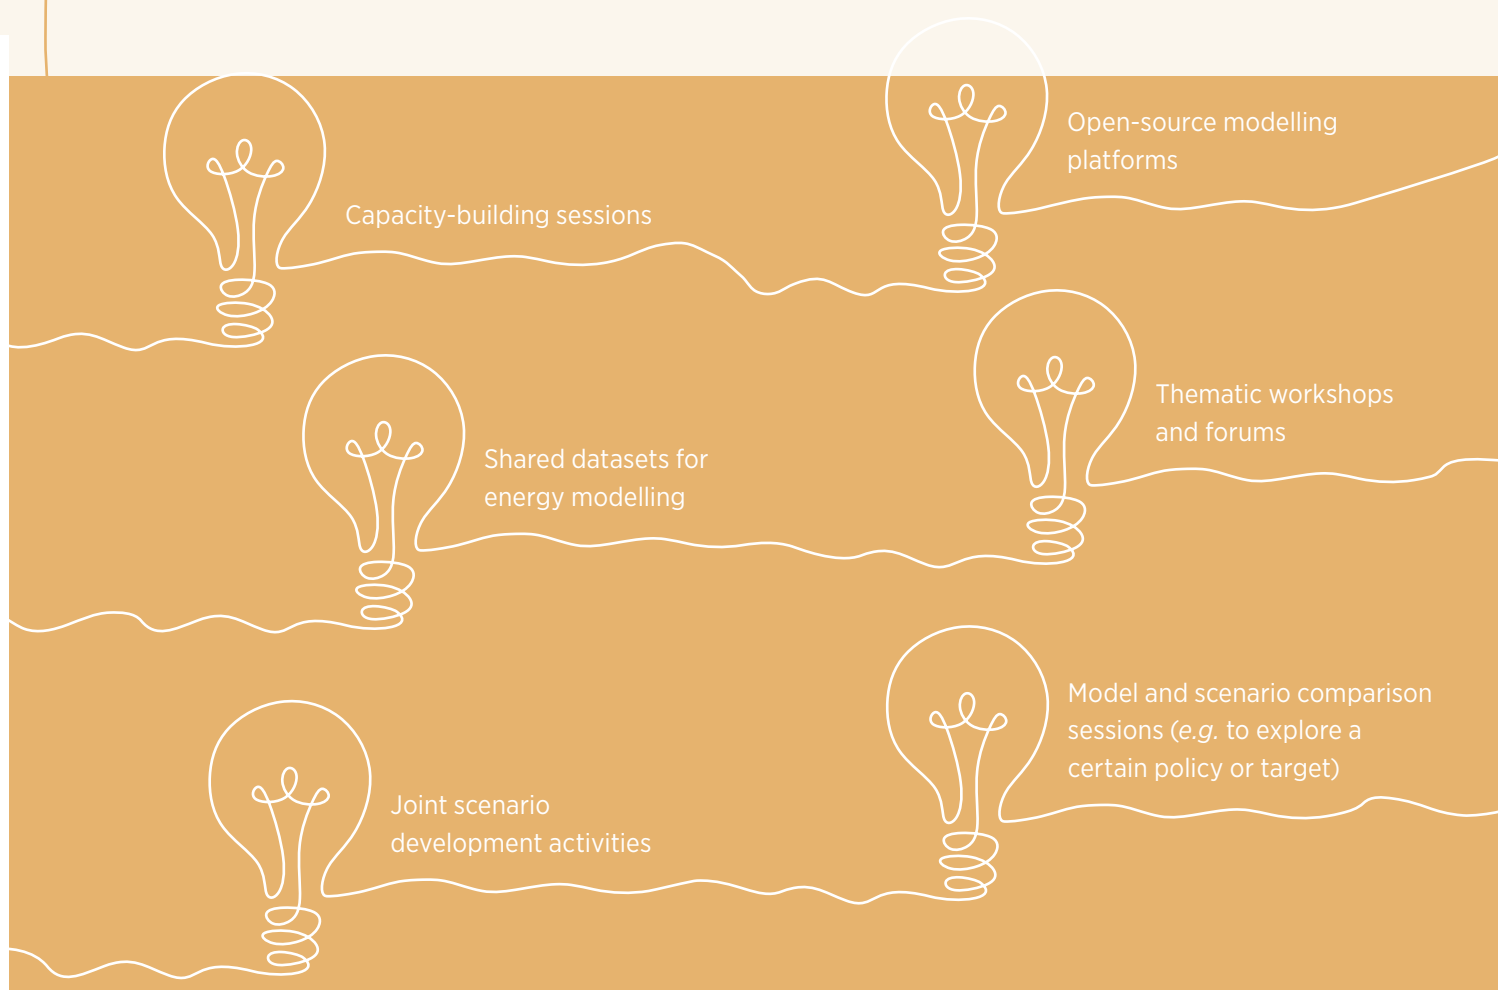 Capacity-building sessions
Open-source modelling
platforms
Shared datasets for
energy modelling
Thematic workshops
and forums
Joint scenario
development activities
Model and scenario comparison
sessions (e.g. to explore a
certain policy or target)